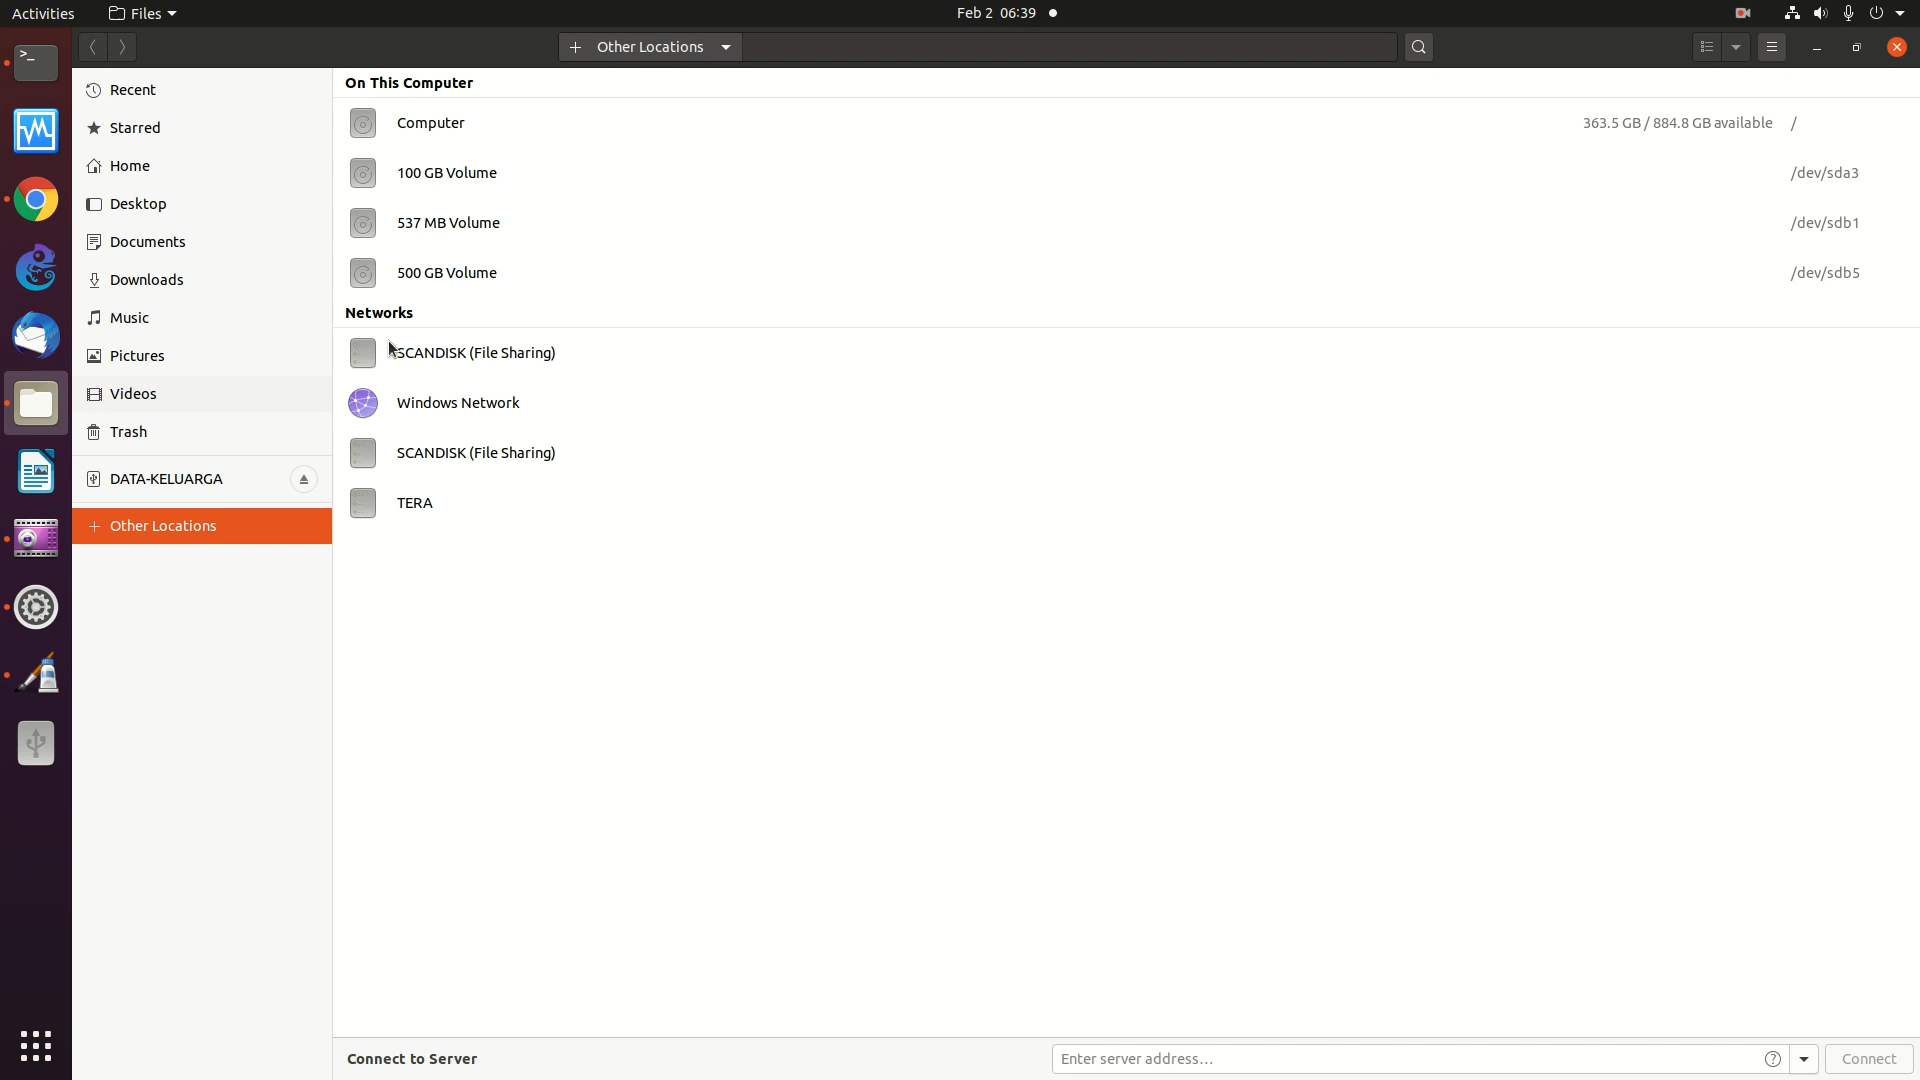 Activities Files Feb 2 06:39
Other Locations
Recent
Starred
Home
Desktop
Documents
Downloads
Music
Pictures
Videos
Trash
DATA-KELUARGA
+ Other Locations
On This Computer
Computer 363.5 GB / 884.8 GB available /
100 GB Volume /dev/sda3
537 MB Volume /dev/sdb1
500 GB Volume /dev/sdb5
Networks
SCANDISK (File Sharing)
Windows Network
SCANDISK (File Sharing)
TERA
Connect to Server Enter server address... Connect